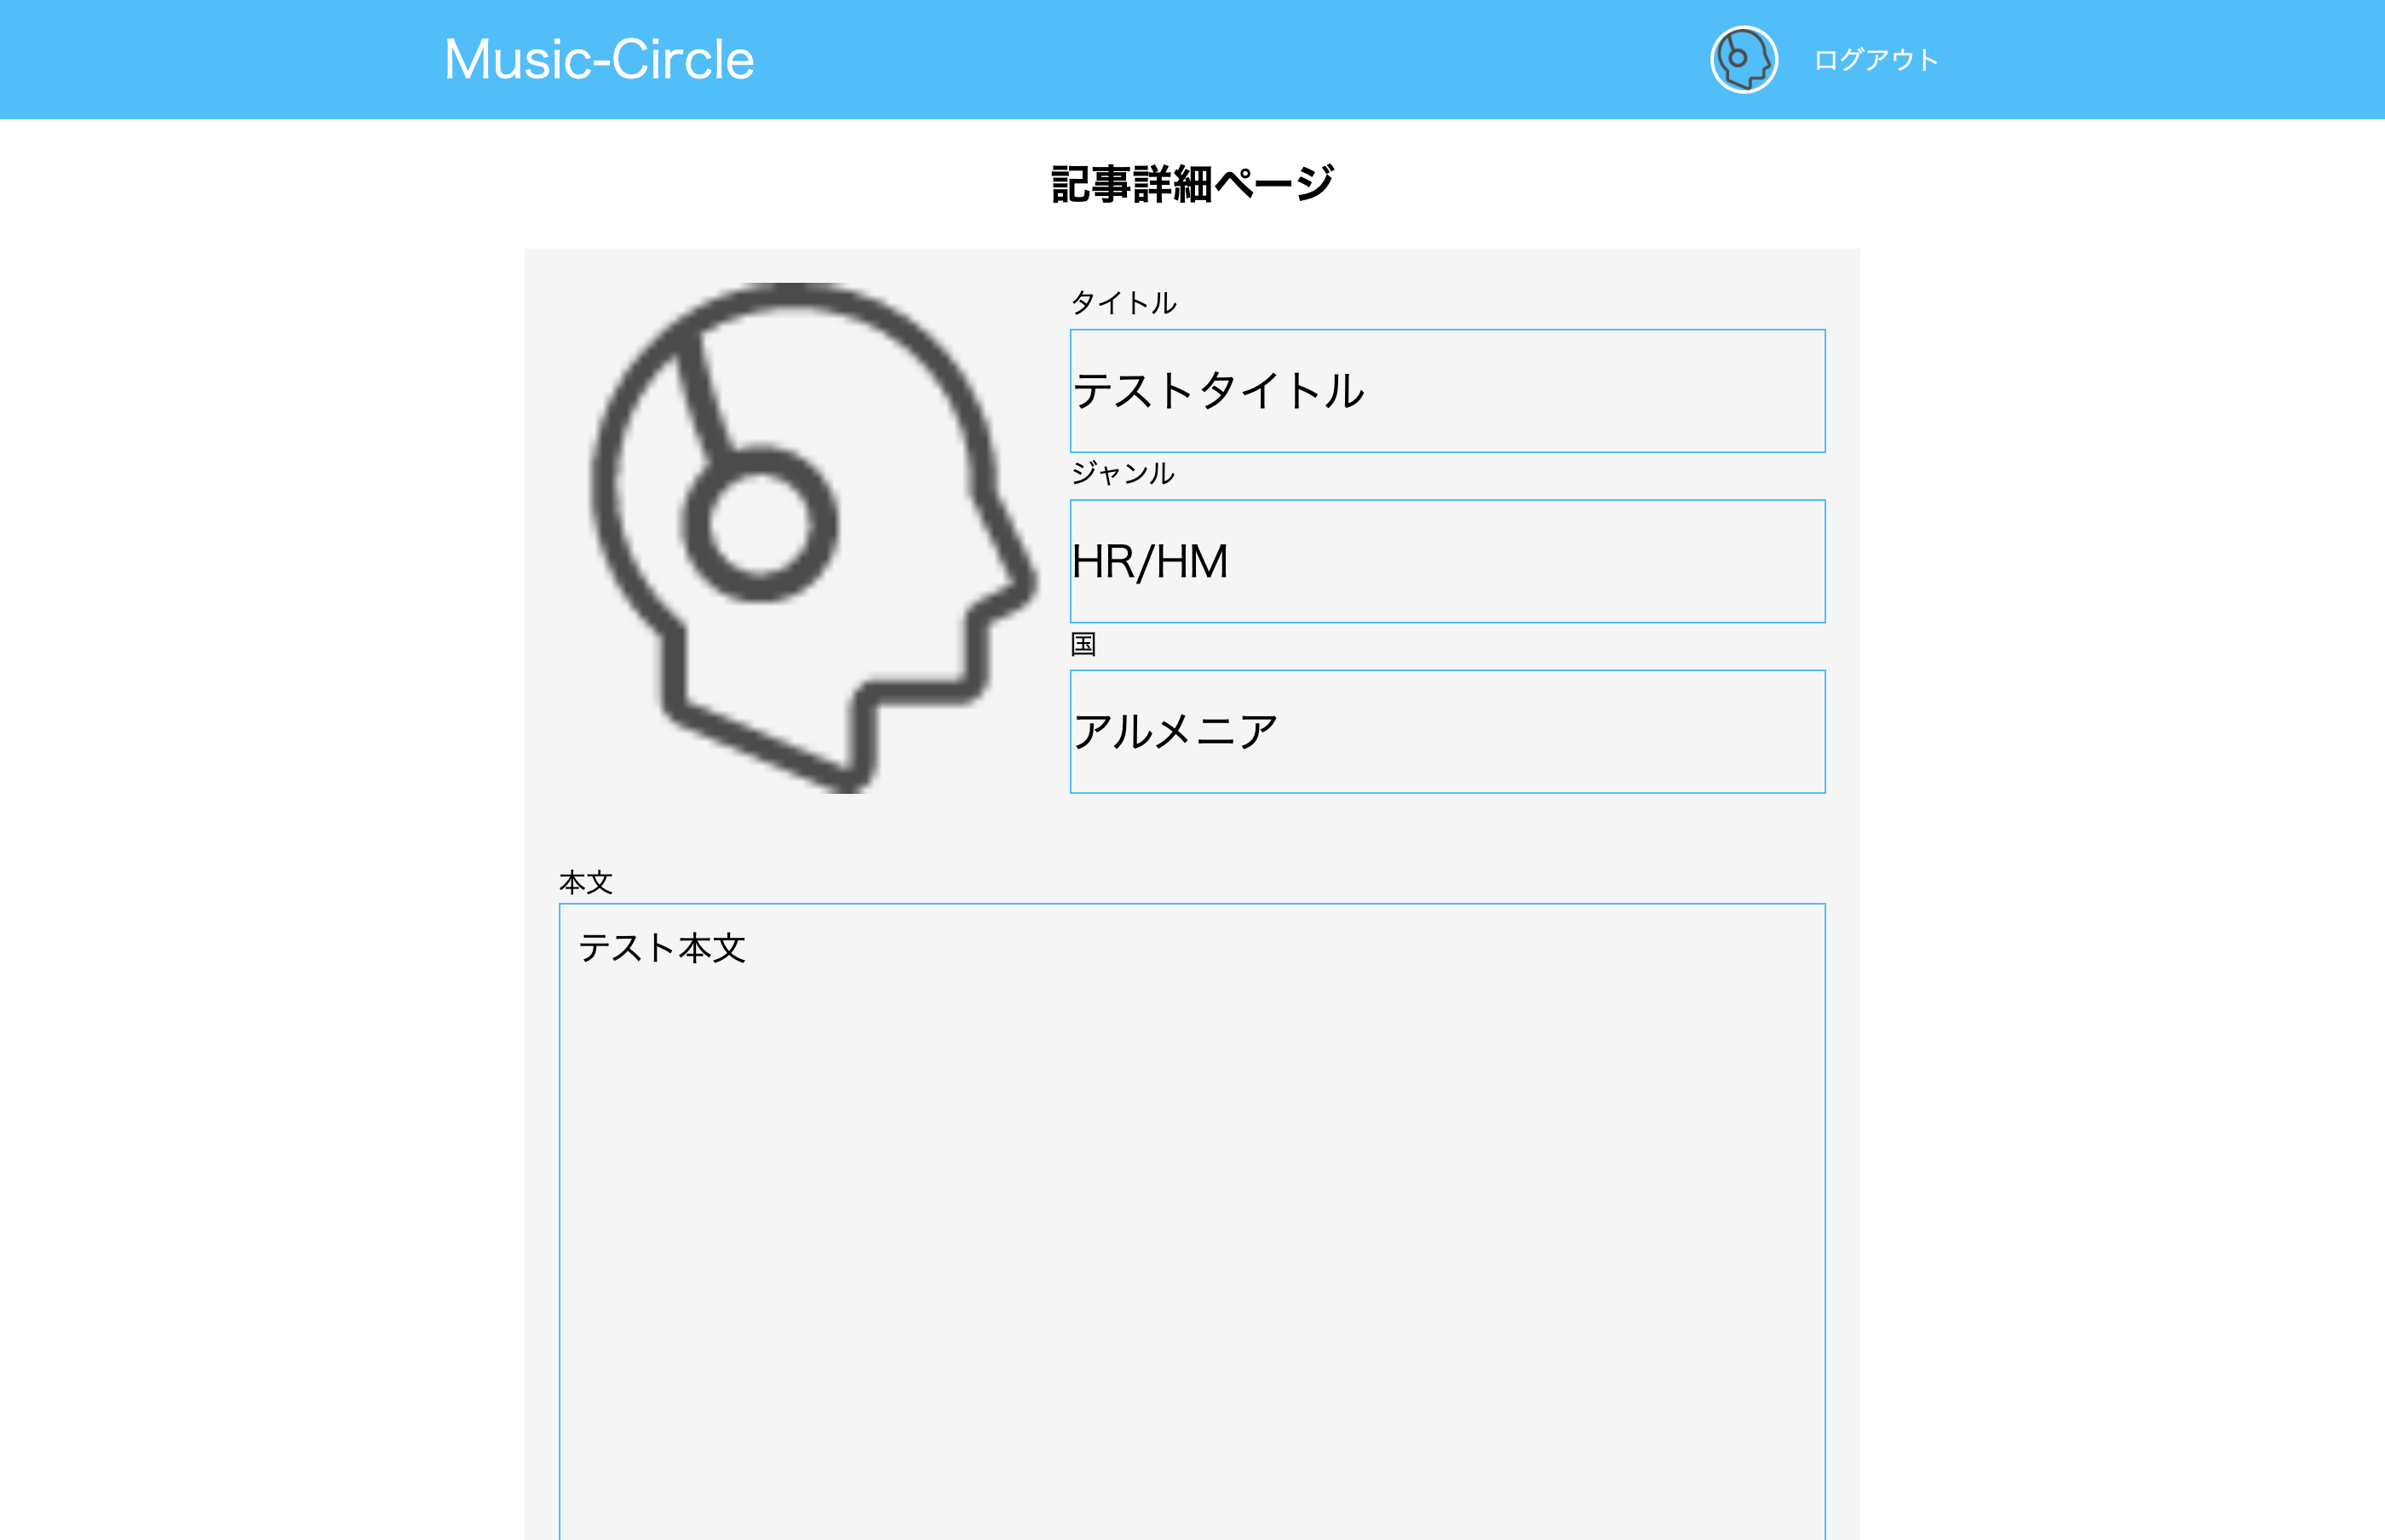 Music-Circle
ログアウト
記事詳細ページ
タイトル
テストタイトル
ジャンル
HR/HM
国
アルメニア
本文
テスト本文